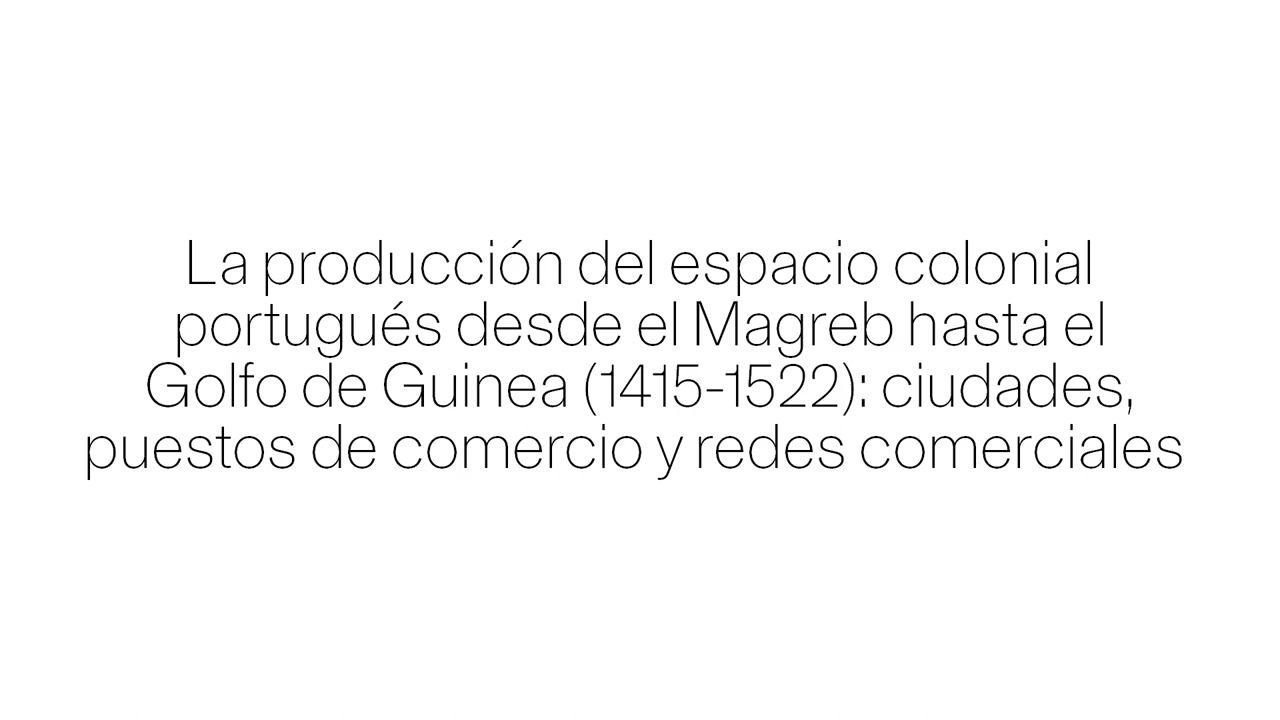 La producción del espacio colonial
portugués desde el Magreb hasta el
Golfo de Guinea (1415-1522): ciudades,
puestos de comercio y redes comerciales